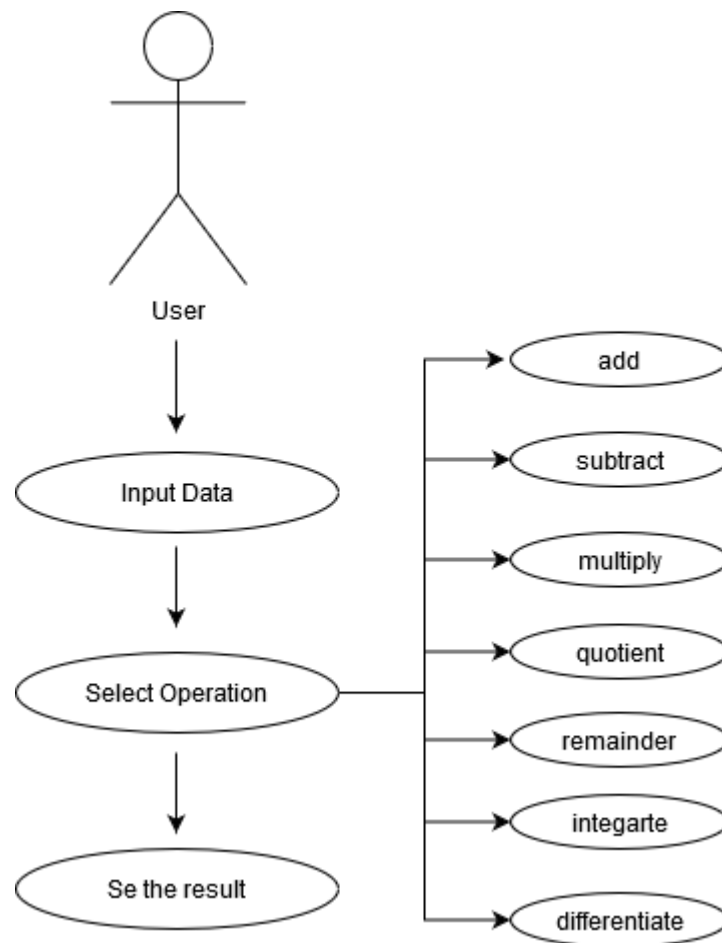 User
Input Data
Select Operation
Se the result
add
subtract
multiply
quotient
remainder
integarte
differentiate